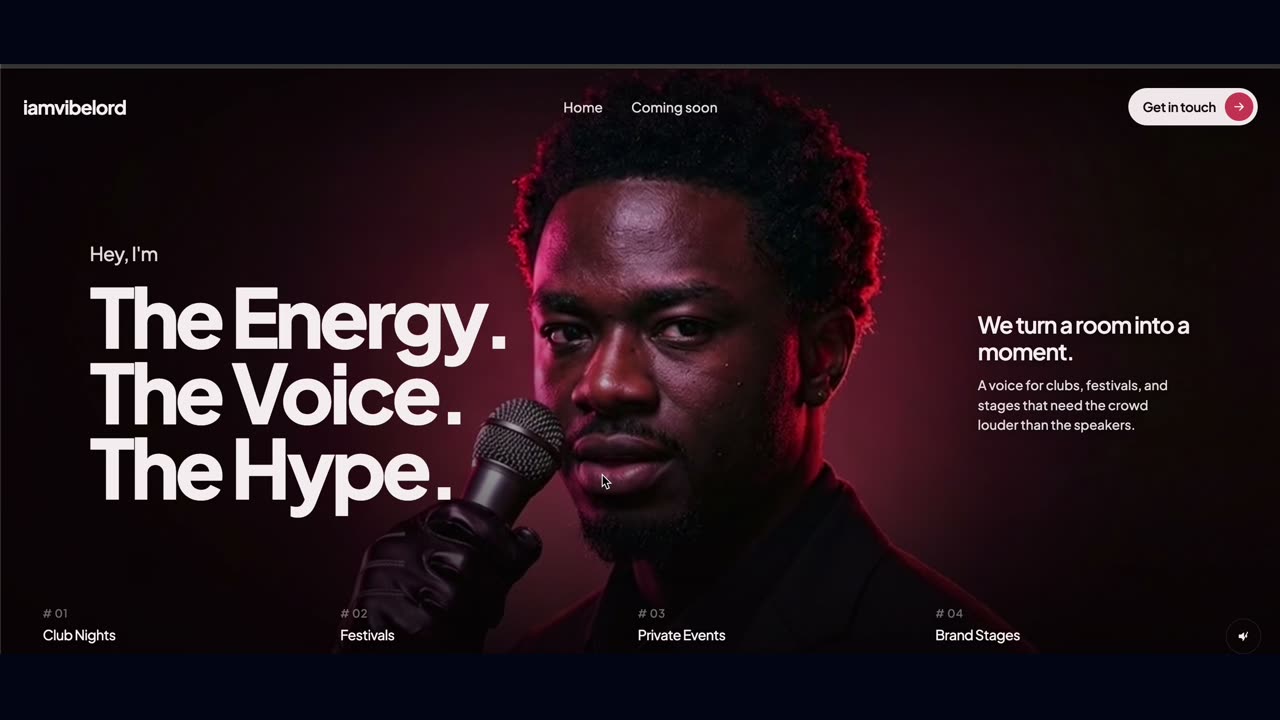 iamvibelord
Home
Coming soon
Get in touch
Hey, I'm
The Energy.
The Voice.
The Hype.
We turn a room into a
moment.
A voice for clubs, festivals, and
stages that need the crowd
louder than the speakers.
# 01
Club Nights
# 02
Festivals
# 03
Private Events
# 04
Brand Stages